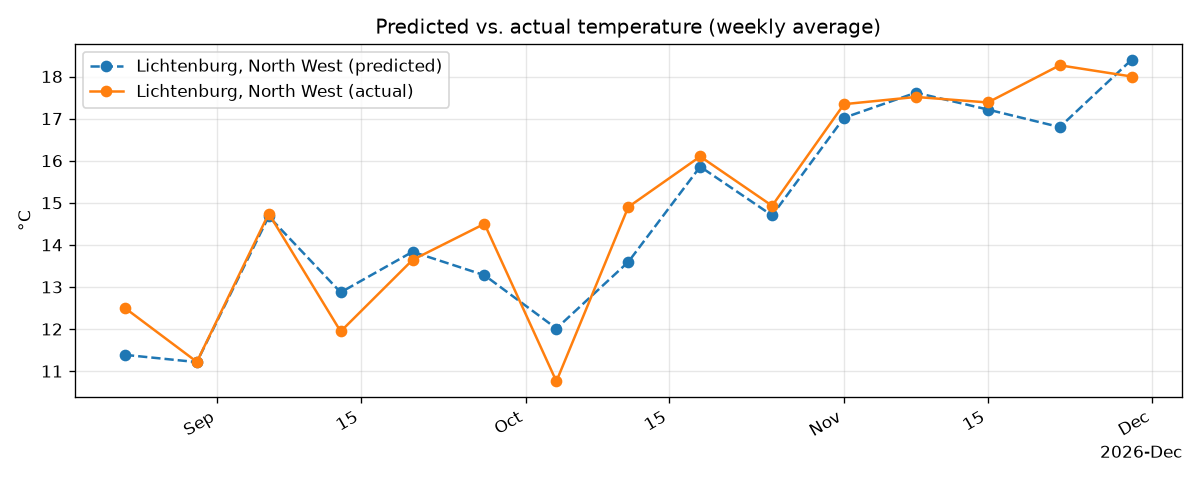 Predicted vs. actual temperature (weekly average)
Lichtenburg, North West (predicted)
Lichtenburg, North West (actual)
°C
18
17
16
15
14
13
12
11
Sep
15
Oct
15
Nov
15
Dec
2026-Dec